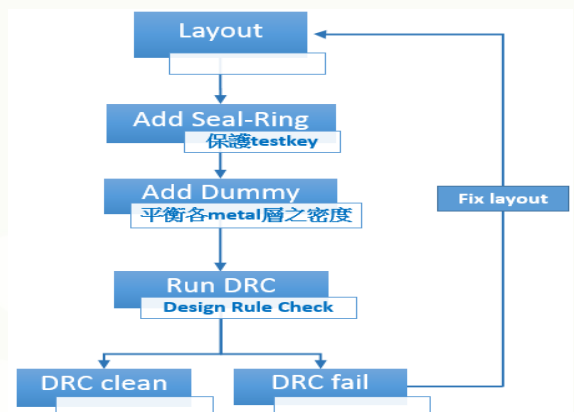 Layout
Add Seal-Ring
保護testkey
Add Dummy
平衡各metal層之密度
Fix layout
Run DRC
Design Rule Check
DRC clean
DRC fail